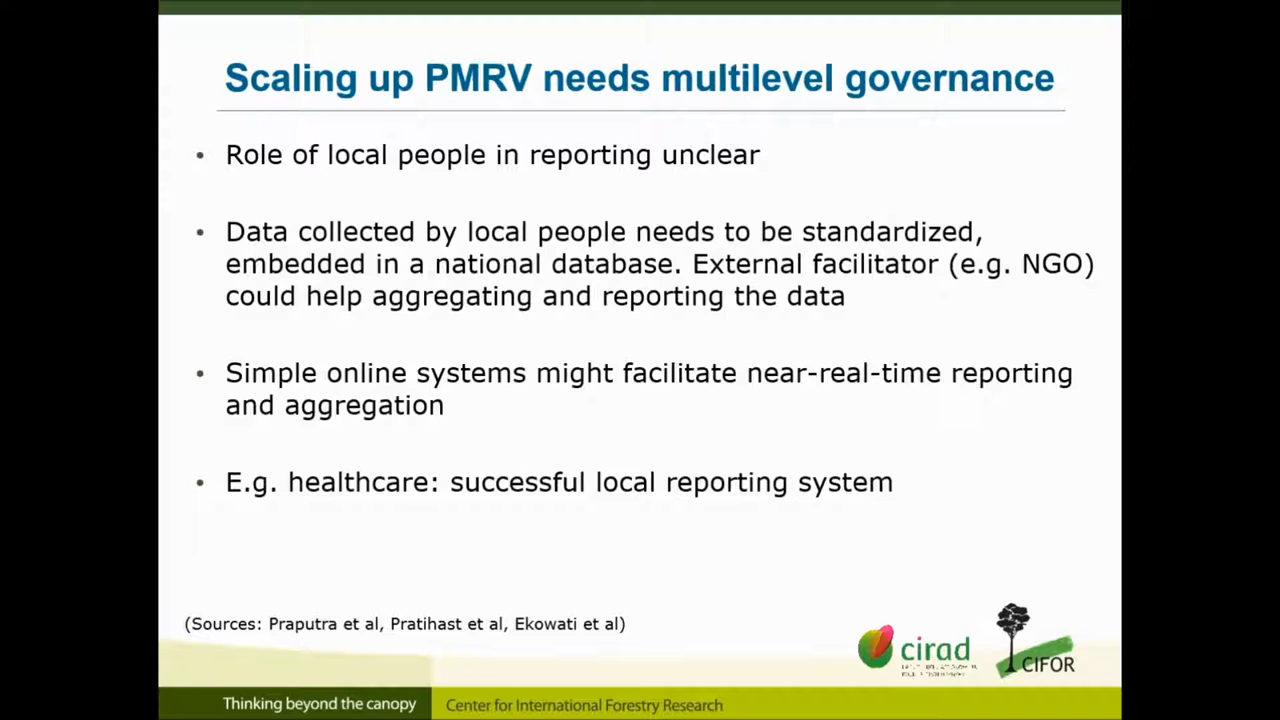 Scaling up PMRV needs multilevel governance
• Role of local people in reporting unclear
• Data collected by local people needs to be standardized,
embedded in a national database. External facilitator (e.g. NGO)
could help aggregating and reporting the data
• Simple online systems might facilitate near-real-time reporting
and aggregation
• E.g. healthcare: successful local reporting system
(Sources: Praputra et al, Pratihast et al, Ekowati et al)
cirad
CIFOR
Thinking beyond the canopy
Center for International Forestry Research